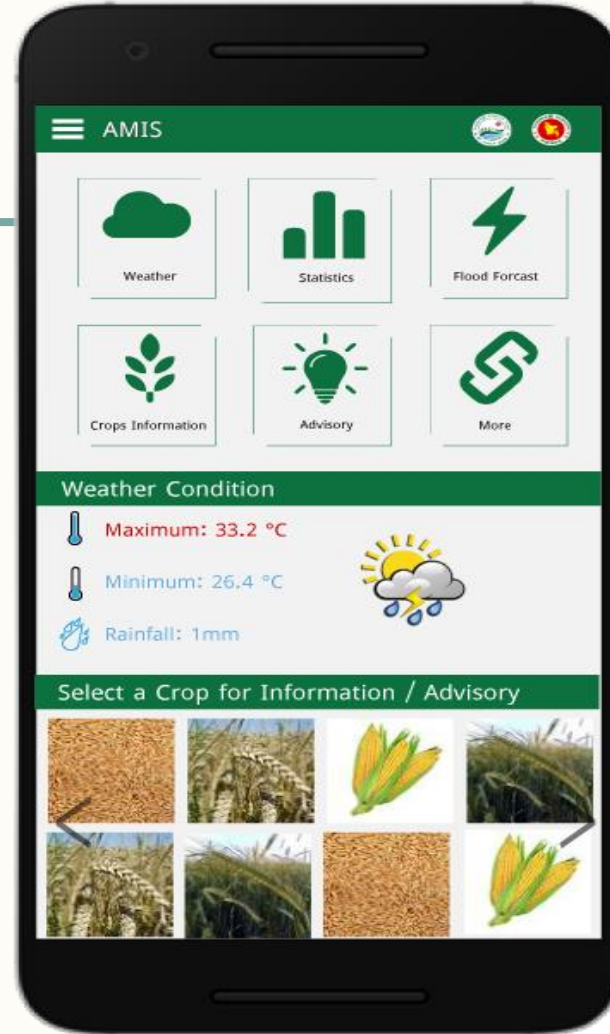 AMIS
Weather
Statistics
Flood Forcast
Crops Information
Advisory
More
Weather Condition
Maximum: 33.2 °C
Minimum: 26.4 °C
Rainfall: 1mm
Select a Crop for Information / Advisory